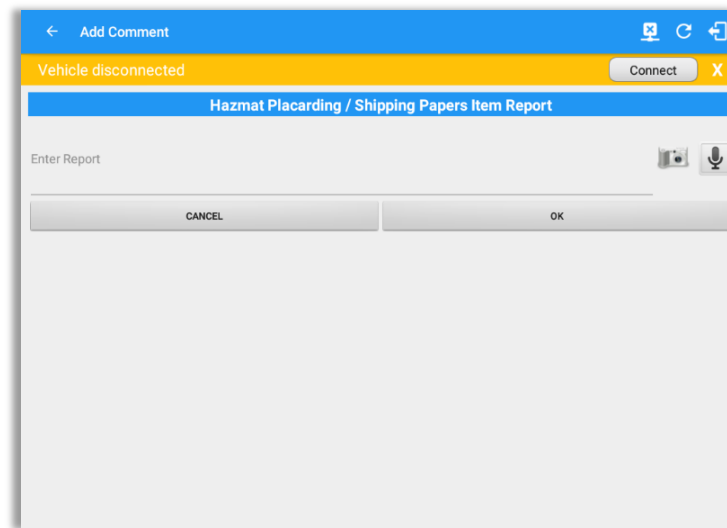 Add Comment
Vehicle disconnected Connect X
Hazmat Placarding / Shipping Papers Item Report
Enter Report
CANCEL OK